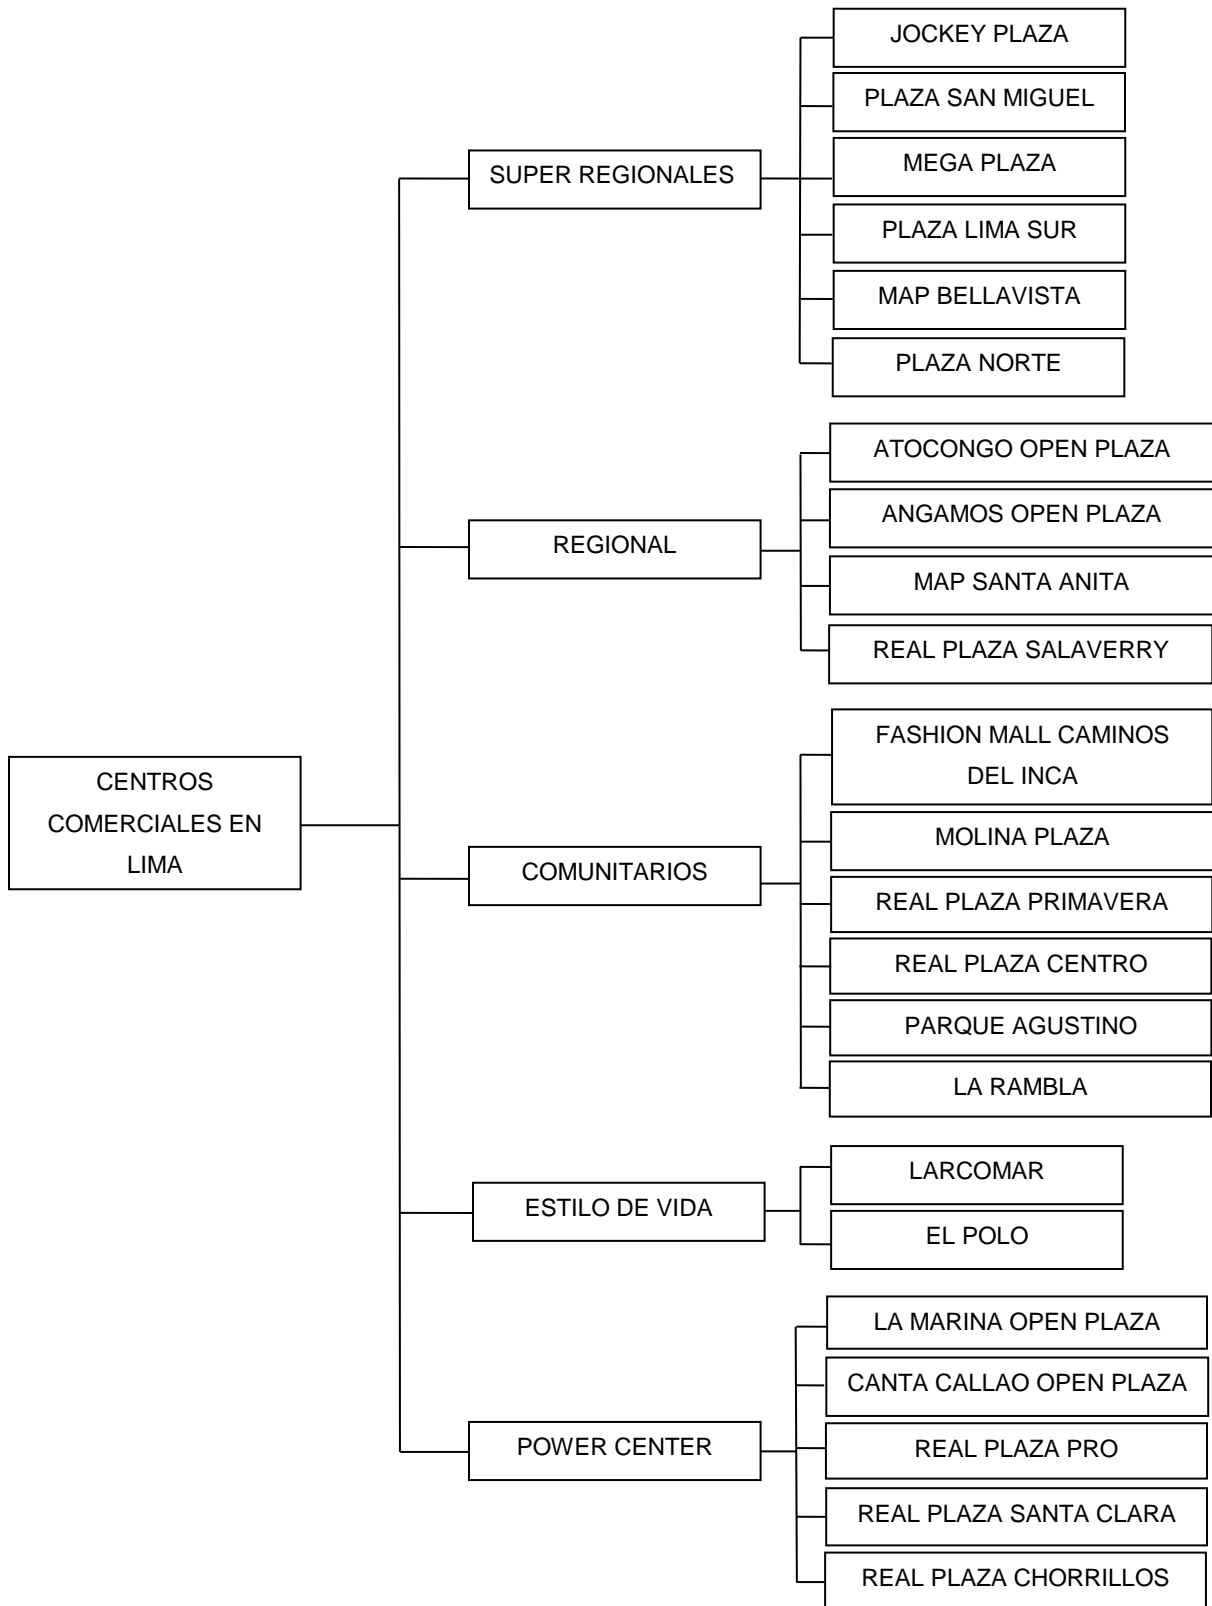 CENTROS
COMERCIALES EN
LIMA
SUPER REGIONALES
JOCKEY PLAZA
PLAZA SAN MIGUEL
MEGA PLAZA
PLAZA LIMA SUR
MAP BELLAVISTA
PLAZA NORTE
REGIONAL
ATOCONGO OPEN PLAZA
ANGAMOS OPEN PLAZA
MAP SANTA ANITA
REAL PLAZA SALAVERRY
COMUNITARIOS
FASHION MALL CAMINOS
DEL INCA
MOLINA PLAZA
REAL PLAZA PRIMAVERA
REAL PLAZA CENTRO
PARQUE AGUSTINO
LA RAMBLA
ESTILO DE VIDA
LARCOMAR
EL POLO
POWER CENTER
LA MARINA OPEN PLAZA
CANTA CALLAO OPEN PLAZA
REAL PLAZA PRO
REAL PLAZA SANTA CLARA
REAL PLAZA CHORRILLOS